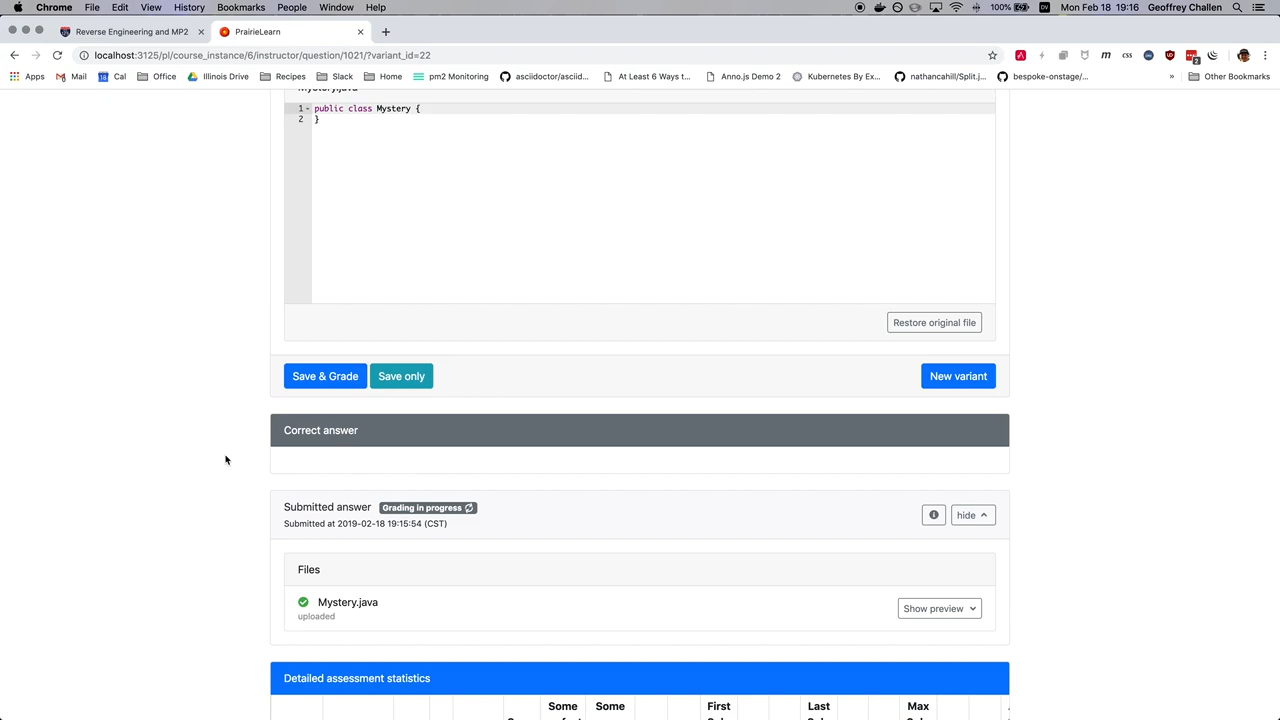 Chrome File Edit View History Bookmarks People Window Help 100% DV Mon Feb 18 19:16 Geoffrey Challen
Reverse Engineering and MP2 PrairieLearn
localhost:3125/pl/course_instance/6/instructor/question/1021/?variant_id=22
Apps Mail Cal Office Illinois Drive Recipes Slack Home pm2 Monitoring asciidoctor/asciid... At Least 6 Ways t... Anno.js Demo 2 Kubernetes By Ex... nathancahill/Split.j... bespoke-onstage/... » Other Bookmarks
Mystery.java
1 public class Mystery {
2 }
Restore original file
Save & Grade Save only New variant
Correct answer
Submitted answer Grading in progress
Submitted at 2019-02-18 19:15:54 (CST)
hide
Files
Mystery.java
uploaded
Show preview
Detailed assessment statistics
Some Some First Last Max